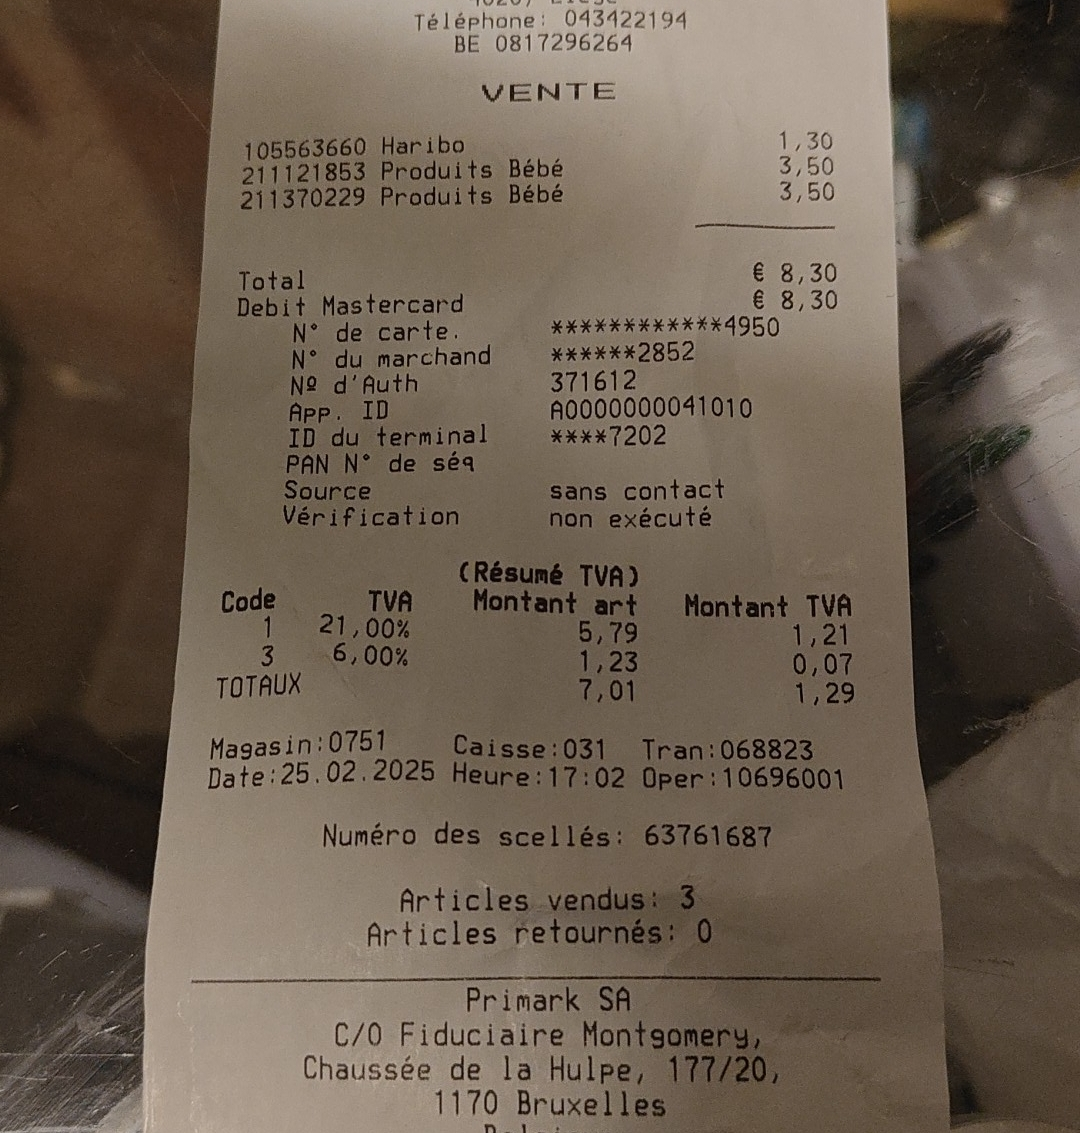 Téléphone: 043422194
BE 0817296264
VENTE
105563660 Haribo 1,30
211121853 Produits Bébé 3,50
211370229 Produits Bébé 3,50
Total € 8,30
Debit Mastercard € 8,30
N° de carte. ************4950
N° du marchand ******2852
Nº d'Auth 371612
App. ID A0000000041010
ID du terminal ****7202
PAN N° de séq
Source sans contact
Vérification non exécuté
(Résumé TVA)
Code TVA Montant art Montant TVA
1 21,00% 5,79 1,21
3 6,00% 1,23 0,07
TOTAUX 7,01 1,29
Magasin:0751 Caisse:031 Tran:068823
Date:25.02.2025 Heure:17:02 Oper:10696001
Numéro des scellés: 63761687
Articles vendus: 3
Articles retournés: 0
Primark SA
C/O Fiduciaire Montgomery,
Chaussée de la Hulpe, 177/20,
1170 Bruxelles